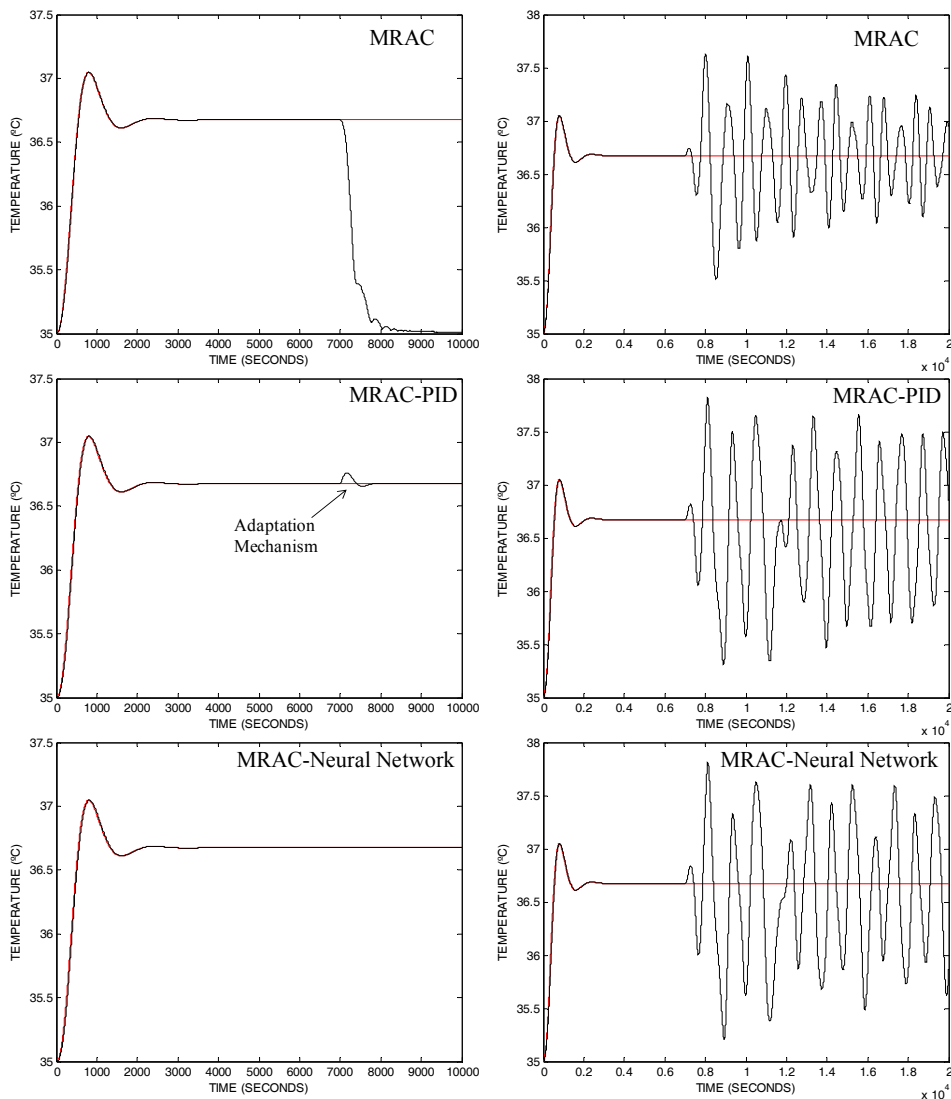 MRAC
37.5
37
36.5
36
35.5
35
TEMPERATURE (ºC)
0 1000 2000 3000 4000 5000 6000 7000 8000 9000 10000
TIME (SECONDS)
MRAC
38
37.5
37
36.5
36
35.5
35
TEMPERATURE (ºC)
0 0.2 0.4 0.6 0.8 1 1.2 1.4 1.6 1.8 2
TIME (SECONDS)
x 10⁴
MRAC-PID
37.5
37
36.5
36
35.5
35
TEMPERATURE (ºC)
Adaptation
Mechanism
0 1000 2000 3000 4000 5000 6000 7000 8000 9000 10000
TIME (SECONDS)
MRAC-PID
38
37.5
37
36.5
36
35.5
35
TEMPERATURE (ºC)
0 0.2 0.4 0.6 0.8 1 1.2 1.4 1.6 1.8 2
TIME (SECONDS)
x 10⁴
MRAC-Neural Network
37.5
37
36.5
36
35.5
35
TEMPERATURE (ºC)
0 1000 2000 3000 4000 5000 6000 7000 8000 9000 10000
TIME (SECONDS)
MRAC-Neural Network
38
37.5
37
36.5
36
35.5
35
TEMPERATURE (ºC)
0 0.2 0.4 0.6 0.8 1 1.2 1.4 1.6 1.8 2
TIME (SECONDS)
x 10⁴